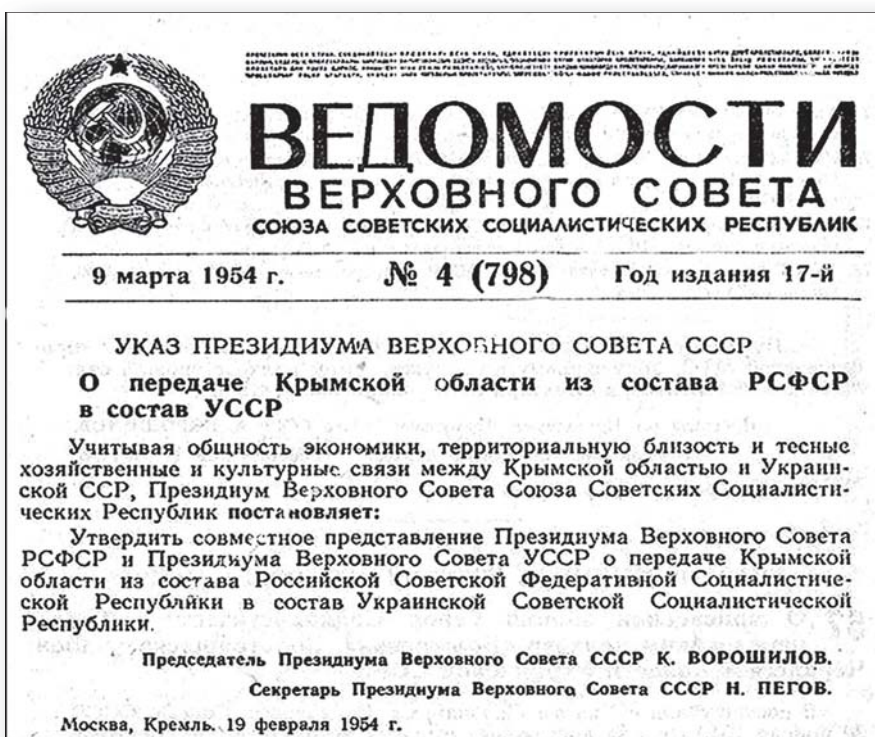 ВЕДОМОСТИ
ВЕРХОВНОГО СОВЕТА
СОЮЗА СОВЕТСКИХ СОЦИАЛИСТИЧЕСКИХ РЕСПУБЛИК
9 марта 1954 г. № 4 (798) Год издания 17-й
УКАЗ ПРЕЗИДИУМА ВЕРХОВНОГО СОВЕТА СССР
О передаче Крымской области из состава РСФСР
в состав УССР
Учитывая общность экономики, территориальную близость и тесные
хозяйственные и культурные связи между Крымской областью и Украин-
ской ССР, Президиум Верховного Совета Союза Советских Социалисти-
ческих Республик постановляет:
Утвердить совместное представление Президиума Верховного Совета
РСФСР и Президиума Верховного Совета УССР о передаче Крымской
области из состава Российской Советской Федеративной Социалистиче-
ской Республики в состав Украинской Советской Социалистической
Республики.
Председатель Президиума Верховного Совета СССР К. ВОРОШИЛОВ.
Секретарь Президиума Верховного Совета СССР Н. ПЕГОВ.
Москва, Кремль. 19 февраля 1954 г.